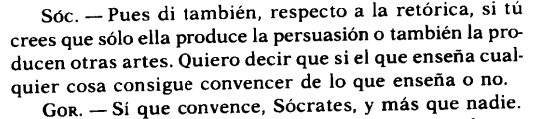 Sóc. — Pues di también, respecto a la retórica, si tú
crees que sólo ella produce la persuasión o también la pro-
ducen otras artes. Quiero decir que si el que enseña cual-
quier cosa consigue convencer de lo que enseña o no.
Gor. — Sí que convence, Sócrates, y más que nadie.